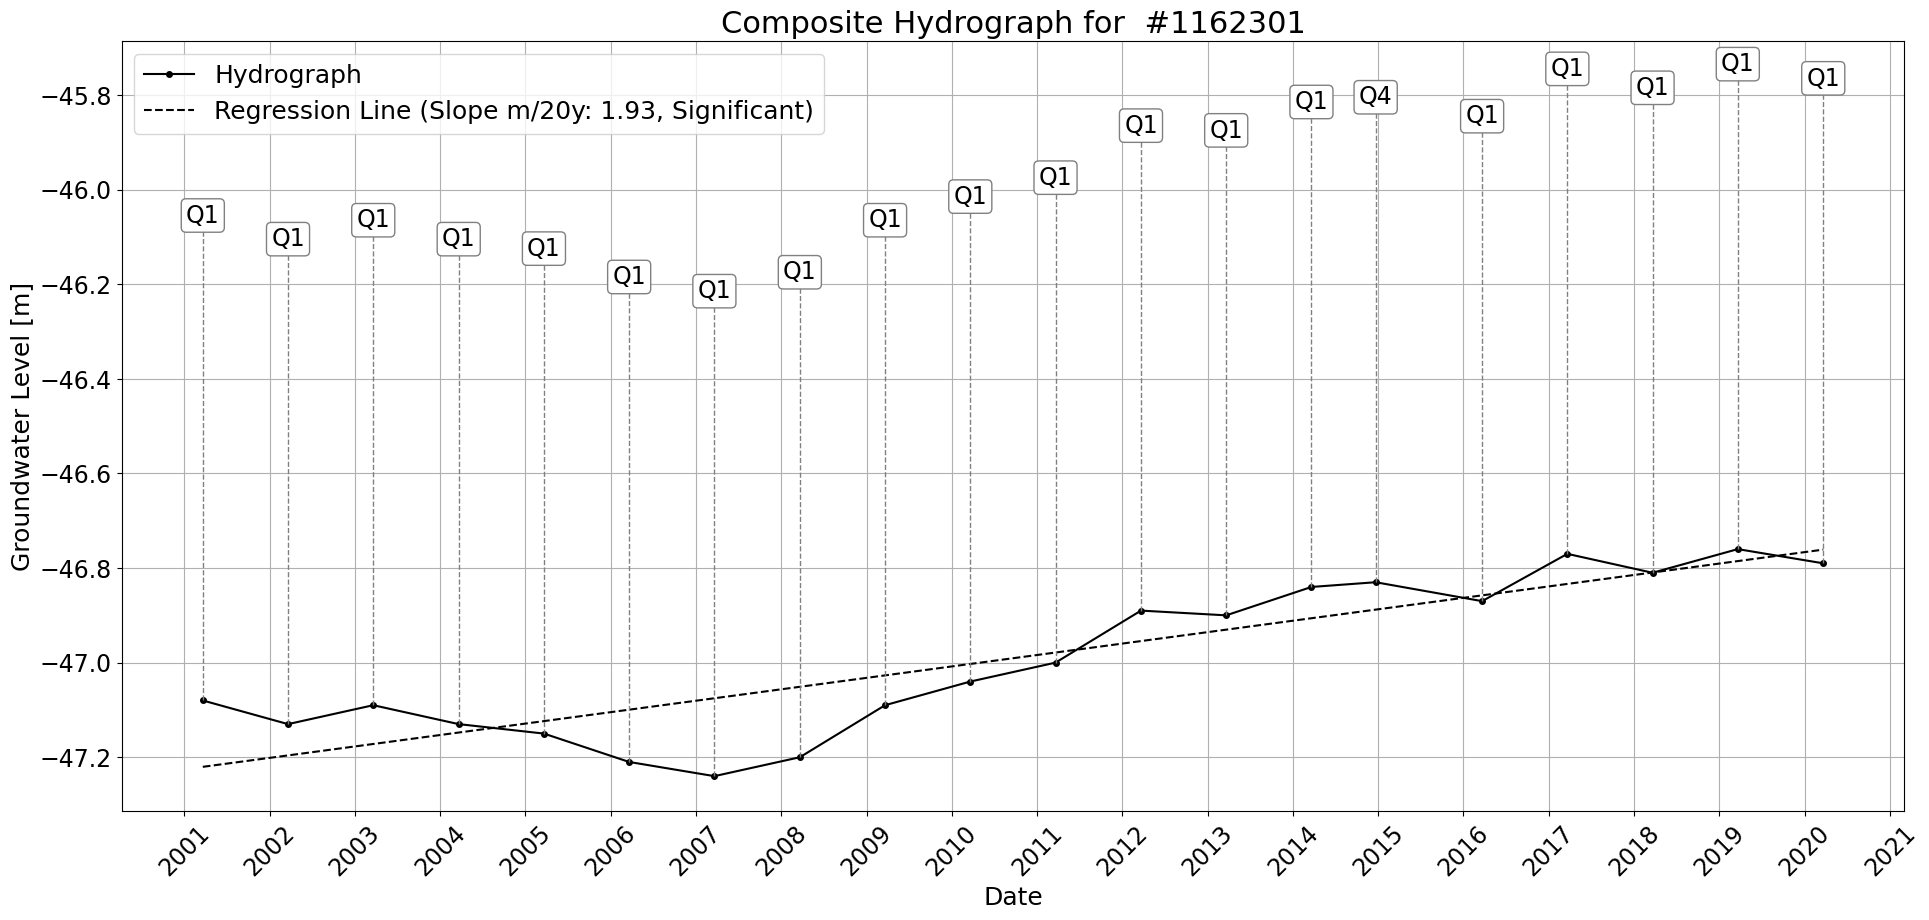 Composite Hydrograph for  #1162301
Hydrograph
Regression Line (Slope m/20y: 1.93, Significant)
Q1
Q1
Q1
Q1
Q1
Q1
Q1
Q1
Q1
Q1
Q1
Q1
Q1
Q1
Q4
Q1
Q1
Q1
Q1
Q1
−45.8
−46.0
−46.2
−46.4
−46.6
−46.8
−47.0
−47.2
Groundwater Level [m]
2001
2002
2003
2004
2005
2006
2007
2008
2009
2010
2011
2012
2013
2014
2015
2016
2017
2018
2019
2020
2021
Date